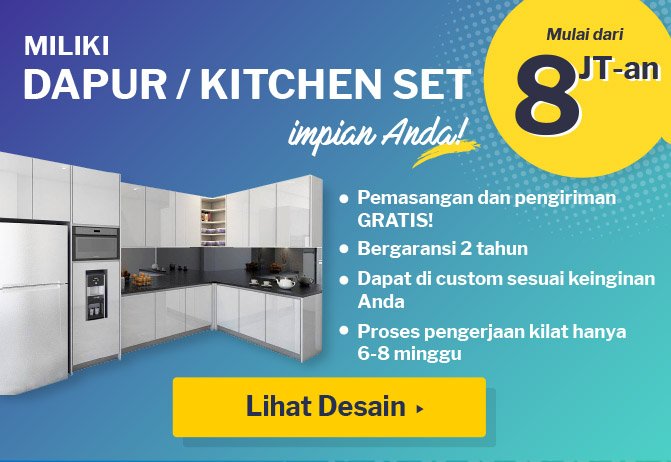 MILIKI
DAPUR / KITCHEN SET
impian Anda!
Mulai dari
8 JT-an
Pemasangan dan pengiriman
GRATIS!
Bergaransi 2 tahun
Dapat di custom sesuai keinginan
Anda
Proses pengerjaan kilat hanya
6-8 minggu
Lihat Desain